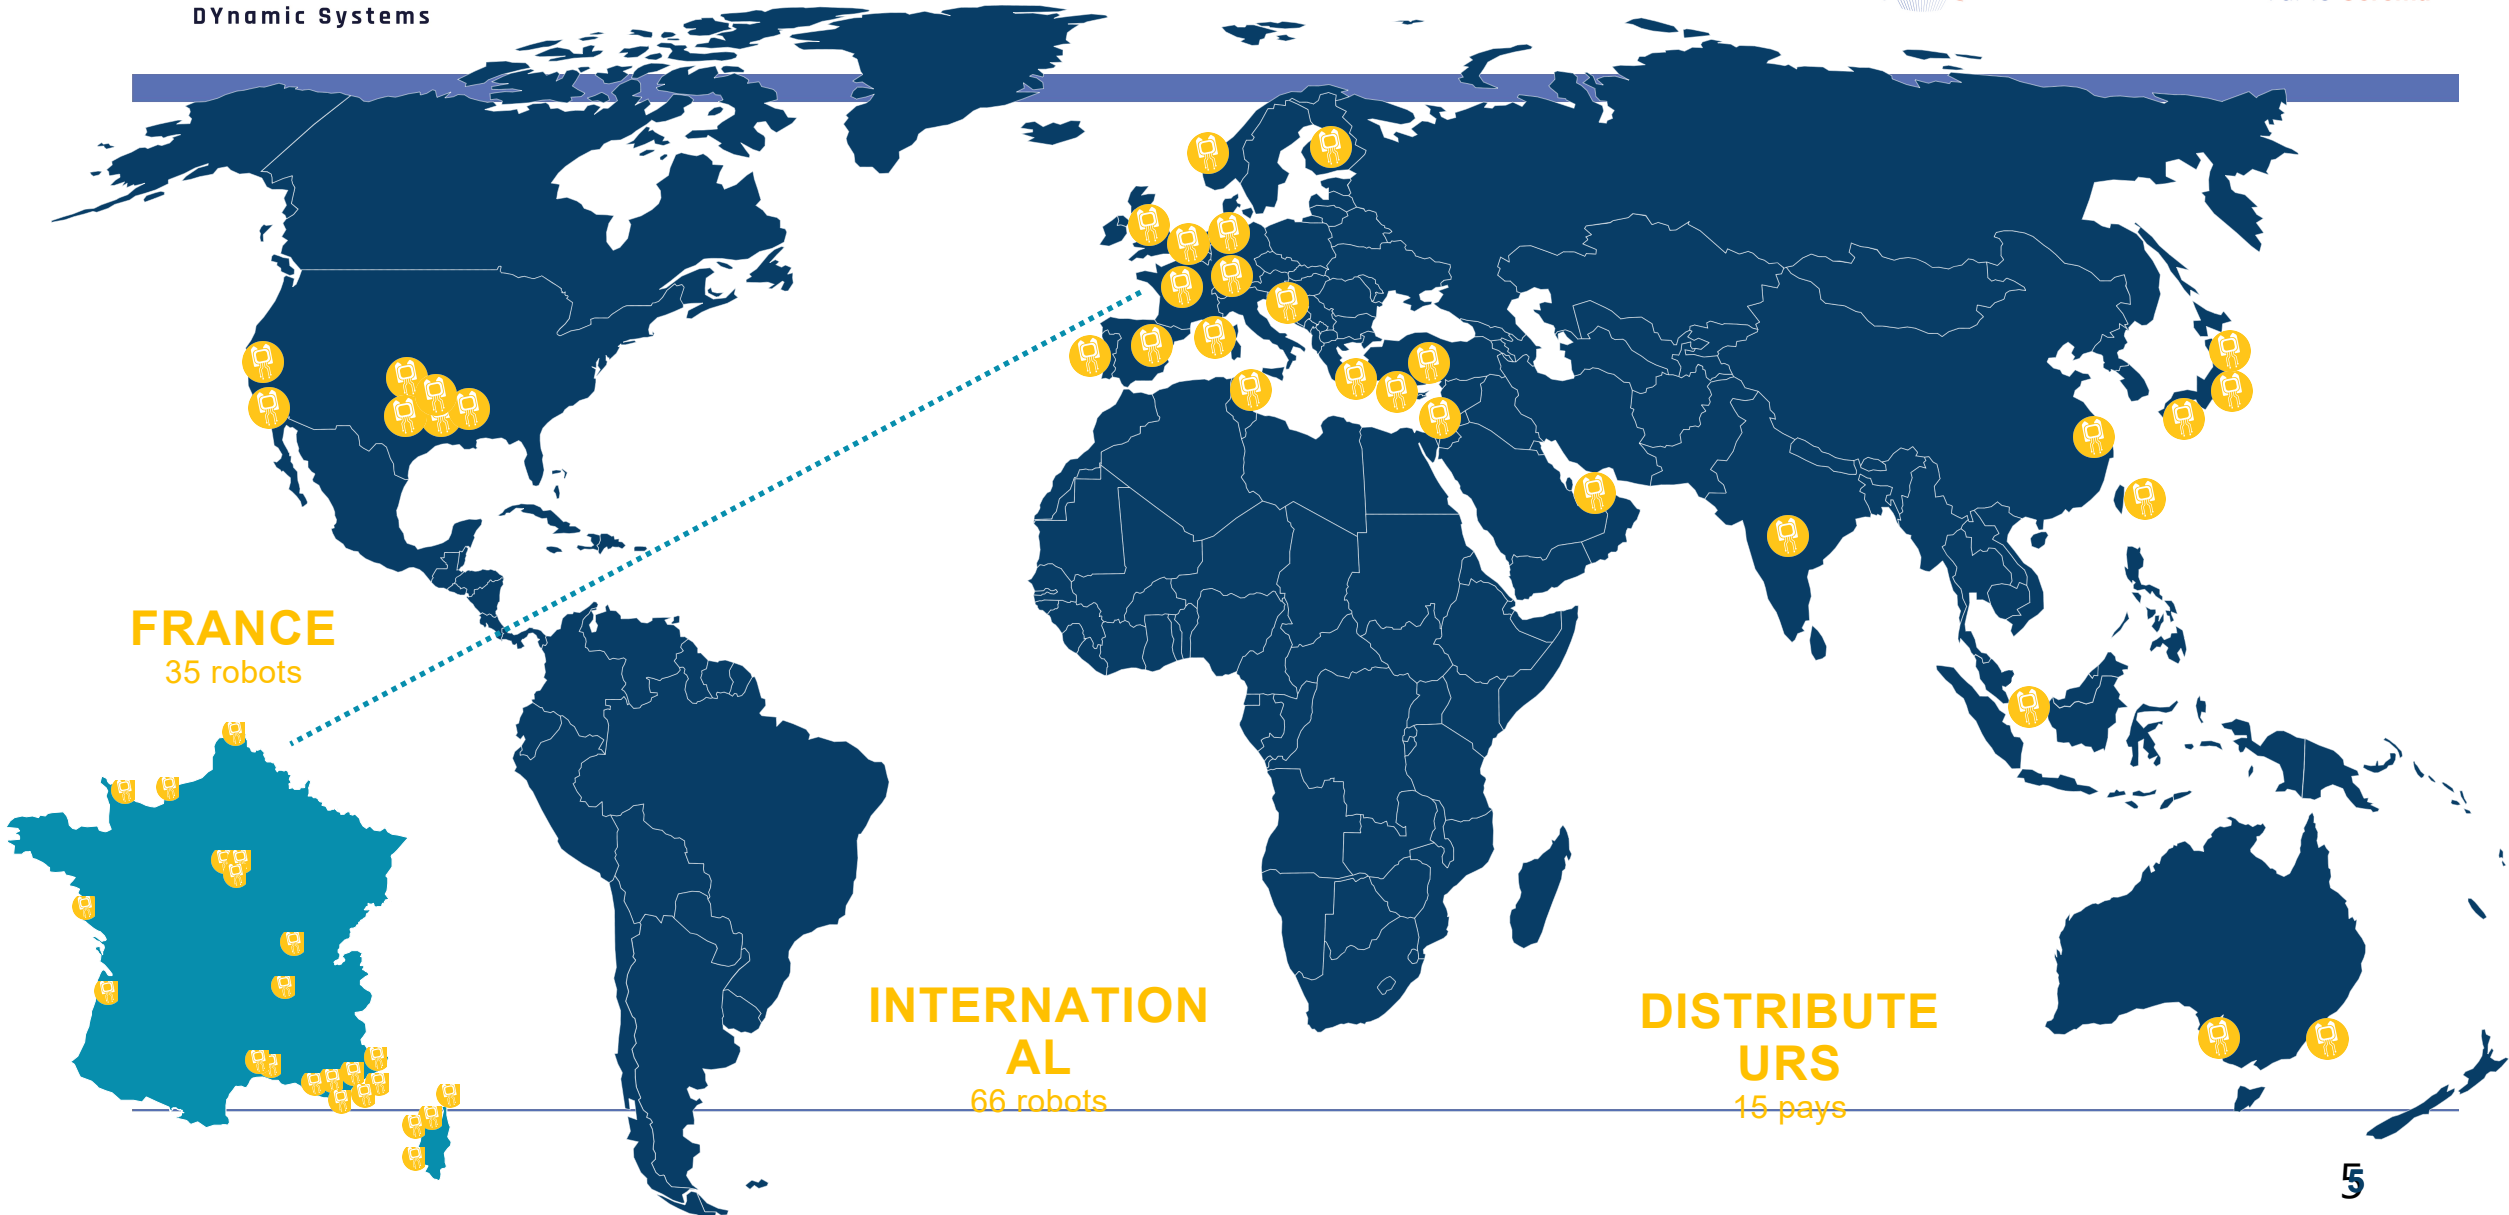 DYnamic Systems
FRANCE
35 robots
INTERNATION
AL
66 robots
DISTRIBUTE
URS
15 pays
5